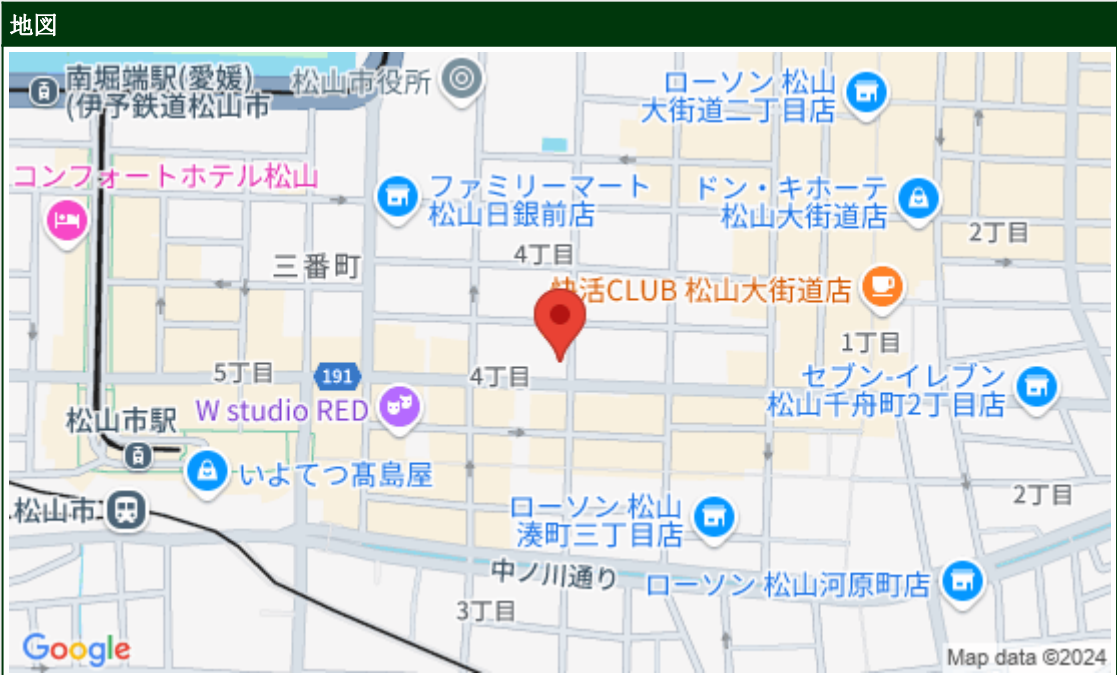 地図
南堀端駅(愛媛)
(伊予鉄道松山市
松山市役所
ローソン 松山
大街道二丁目店
コンフォートホテル松山
ファミリーマート
松山日銀前店
ドン・キホーテ
松山大街道店
2丁目
4丁目
三番町
快活CLUB 松山大街道店
1丁目
5丁目
191
4丁目
セブン-イレブン
松山千舟町2丁目店
W studio RED
松山市駅
いよてつ髙島屋
松山市
2丁目
ローソン 松山
湊町三丁目店
中ノ川通り
ローソン 松山河原町店
3丁目
Google
Map data ©2024